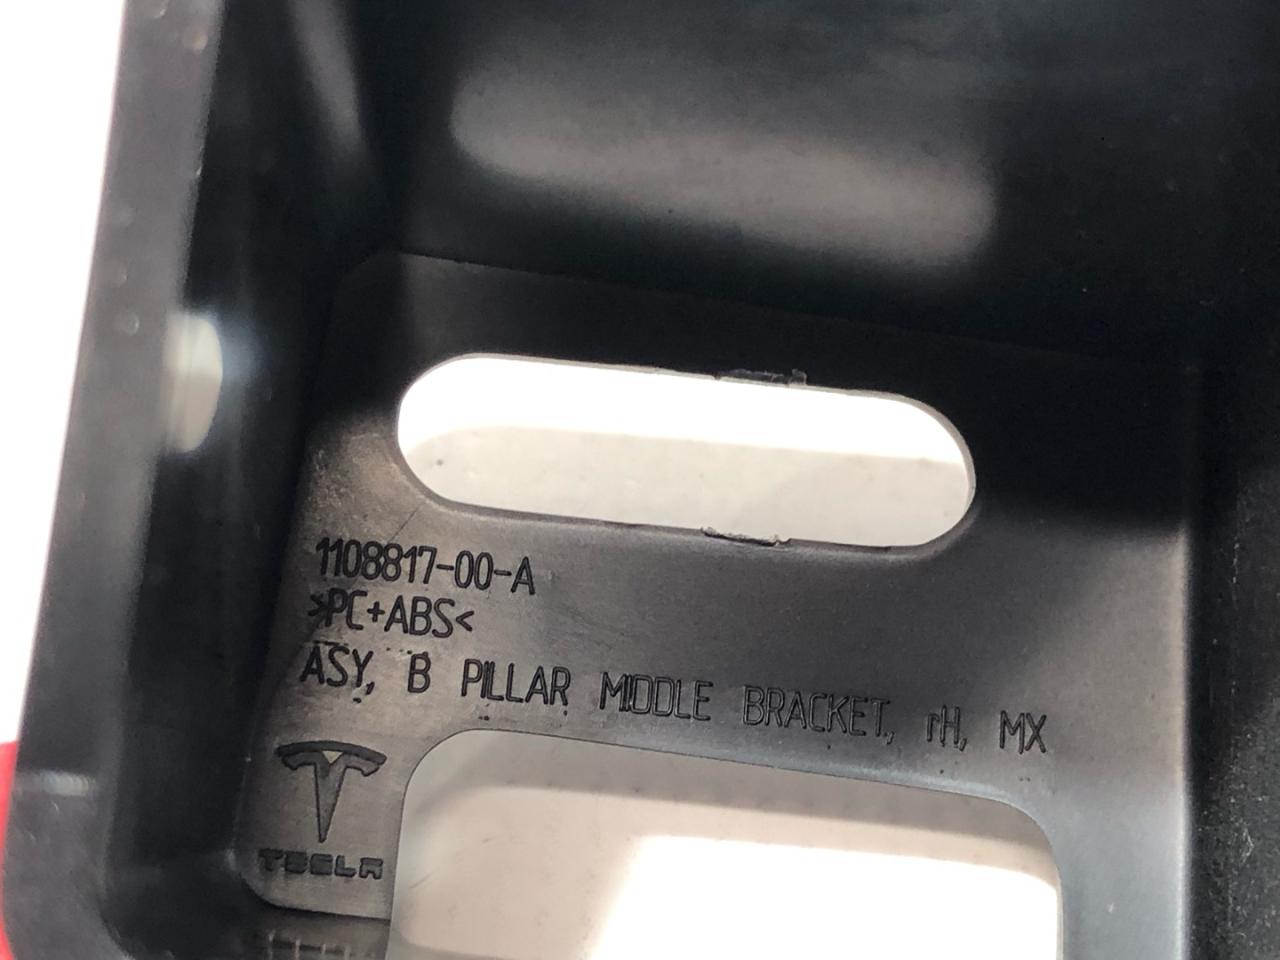 1108817-00-A
>PC+ABS<
ASY, B PILLAR MIDDLE BRACKET, rH, MX
TESLA